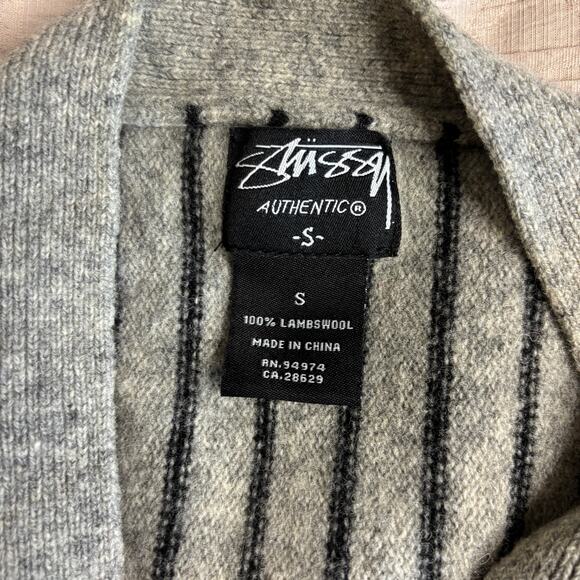 Stüssy
AUTHENTIC®
-S-
S
100% LAMBSWOOL
MADE IN CHINA
RN.94974
CA.28629